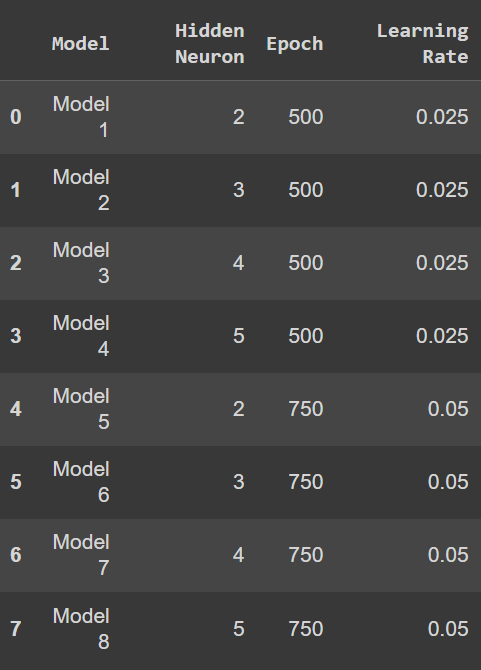 Model Hidden Neuron Epoch Learning Rate
0 Model 1 2 500 0.025
1 Model 2 3 500 0.025
2 Model 3 4 500 0.025
3 Model 4 5 500 0.025
4 Model 5 2 750 0.05
5 Model 6 3 750 0.05
6 Model 7 4 750 0.05
7 Model 8 5 750 0.05